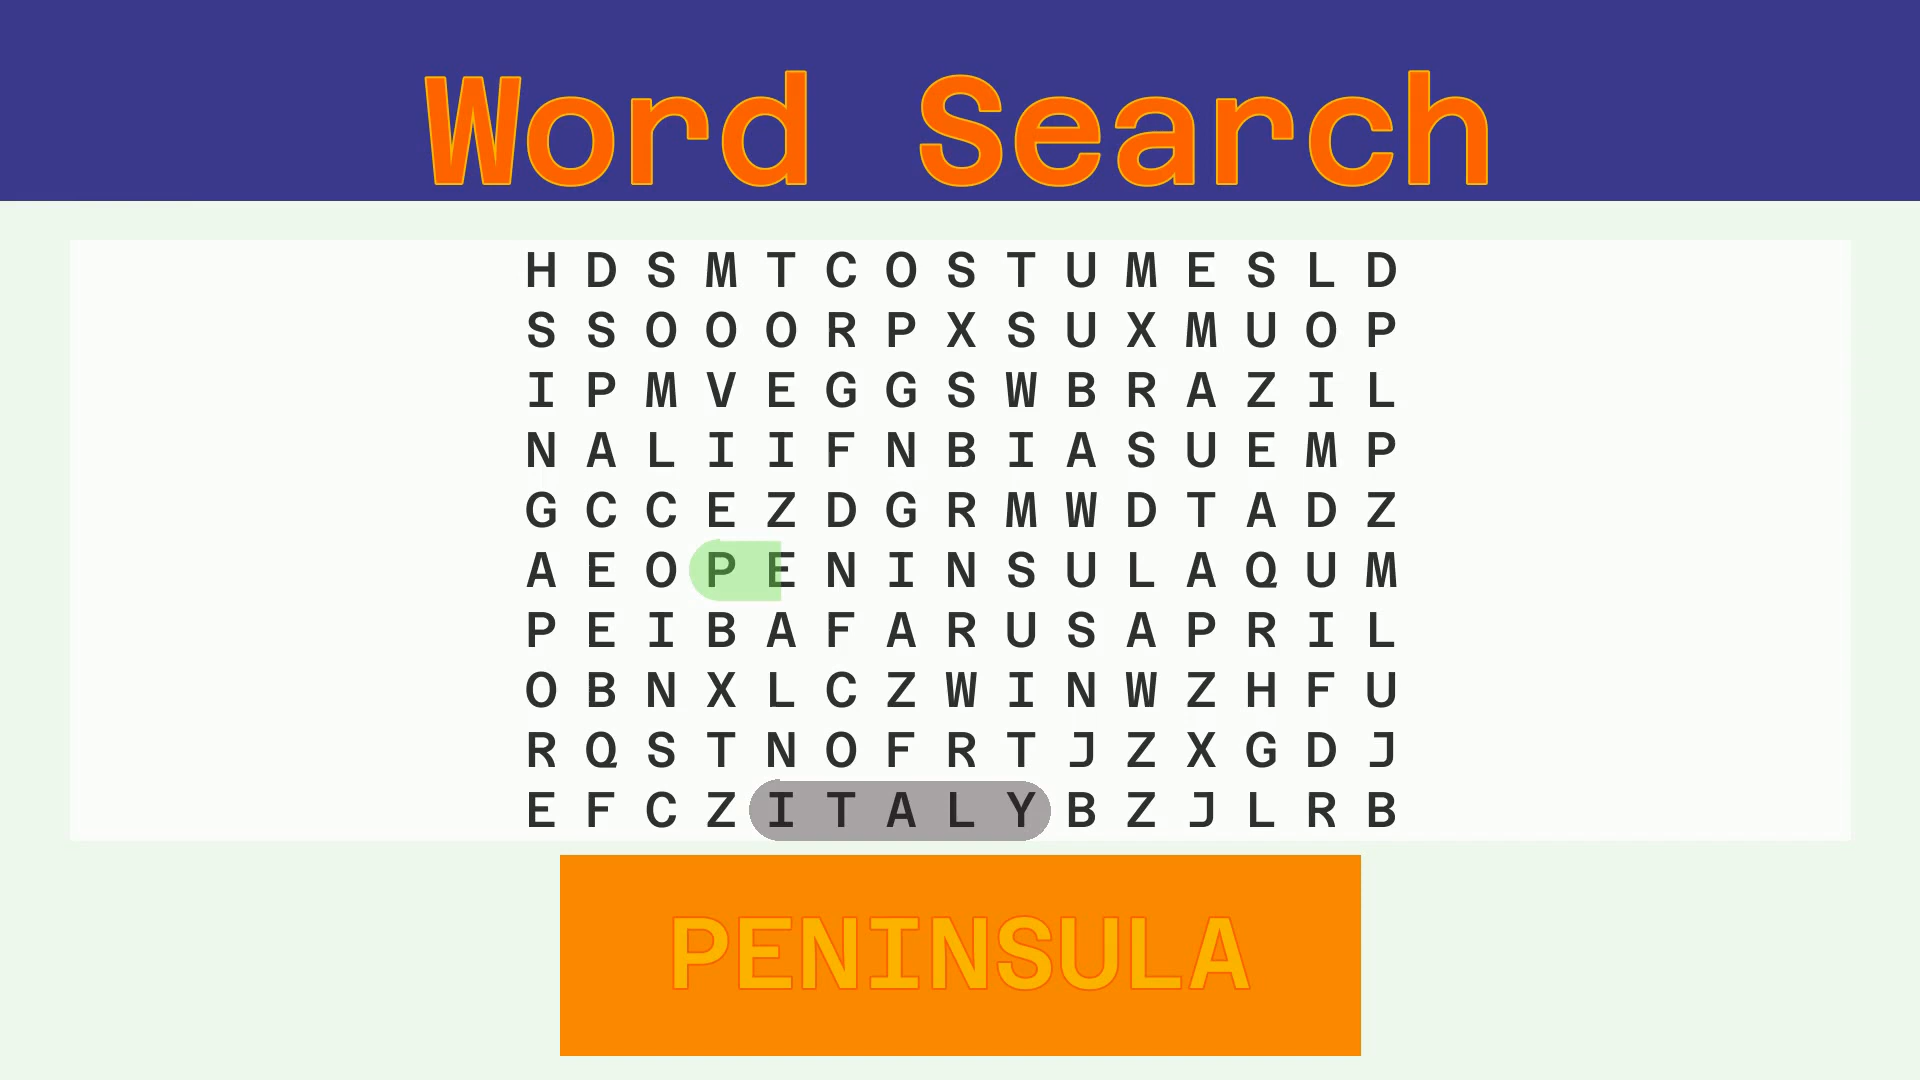 Word Search
H D S M T C O S T U M E S L D
S S O O O R P X S U X M U O P
I P M V E G G S W B R A Z I L
N A L I I F N B I A S U E M P
G C C E Z D G R M W D T A D Z
A E O P E N I N S U L A Q U M
P E I B A F A R U S A P R I L
O B N X L C Z W I N W Z H F U
R Q S T N O F R T J Z X G D J
E F C Z I T A L Y B Z J L R B
PENINSULA